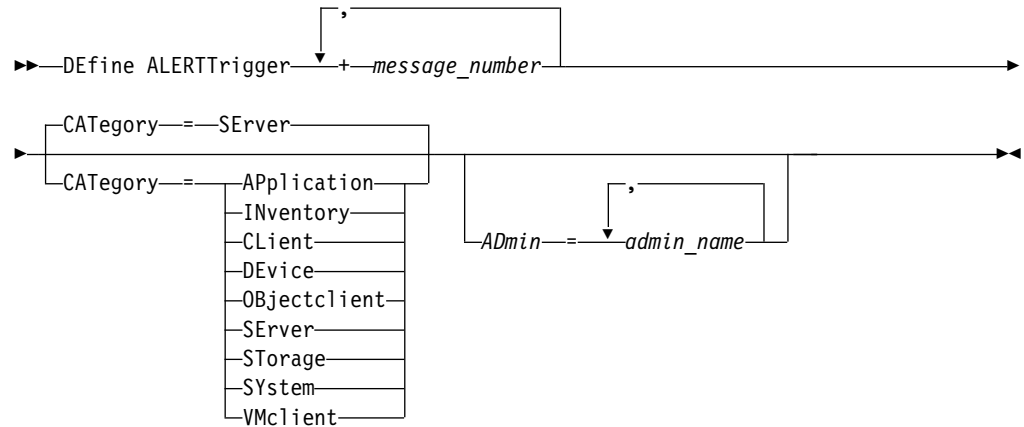 ,
DEfine ALERTTrigger + message_number
CATegory = SErver
CATegory = APplication
INventory
CLient
DEvice
OBjectclient
SErver
STorage
SYstem
VMclient
,
ADmin = admin_name